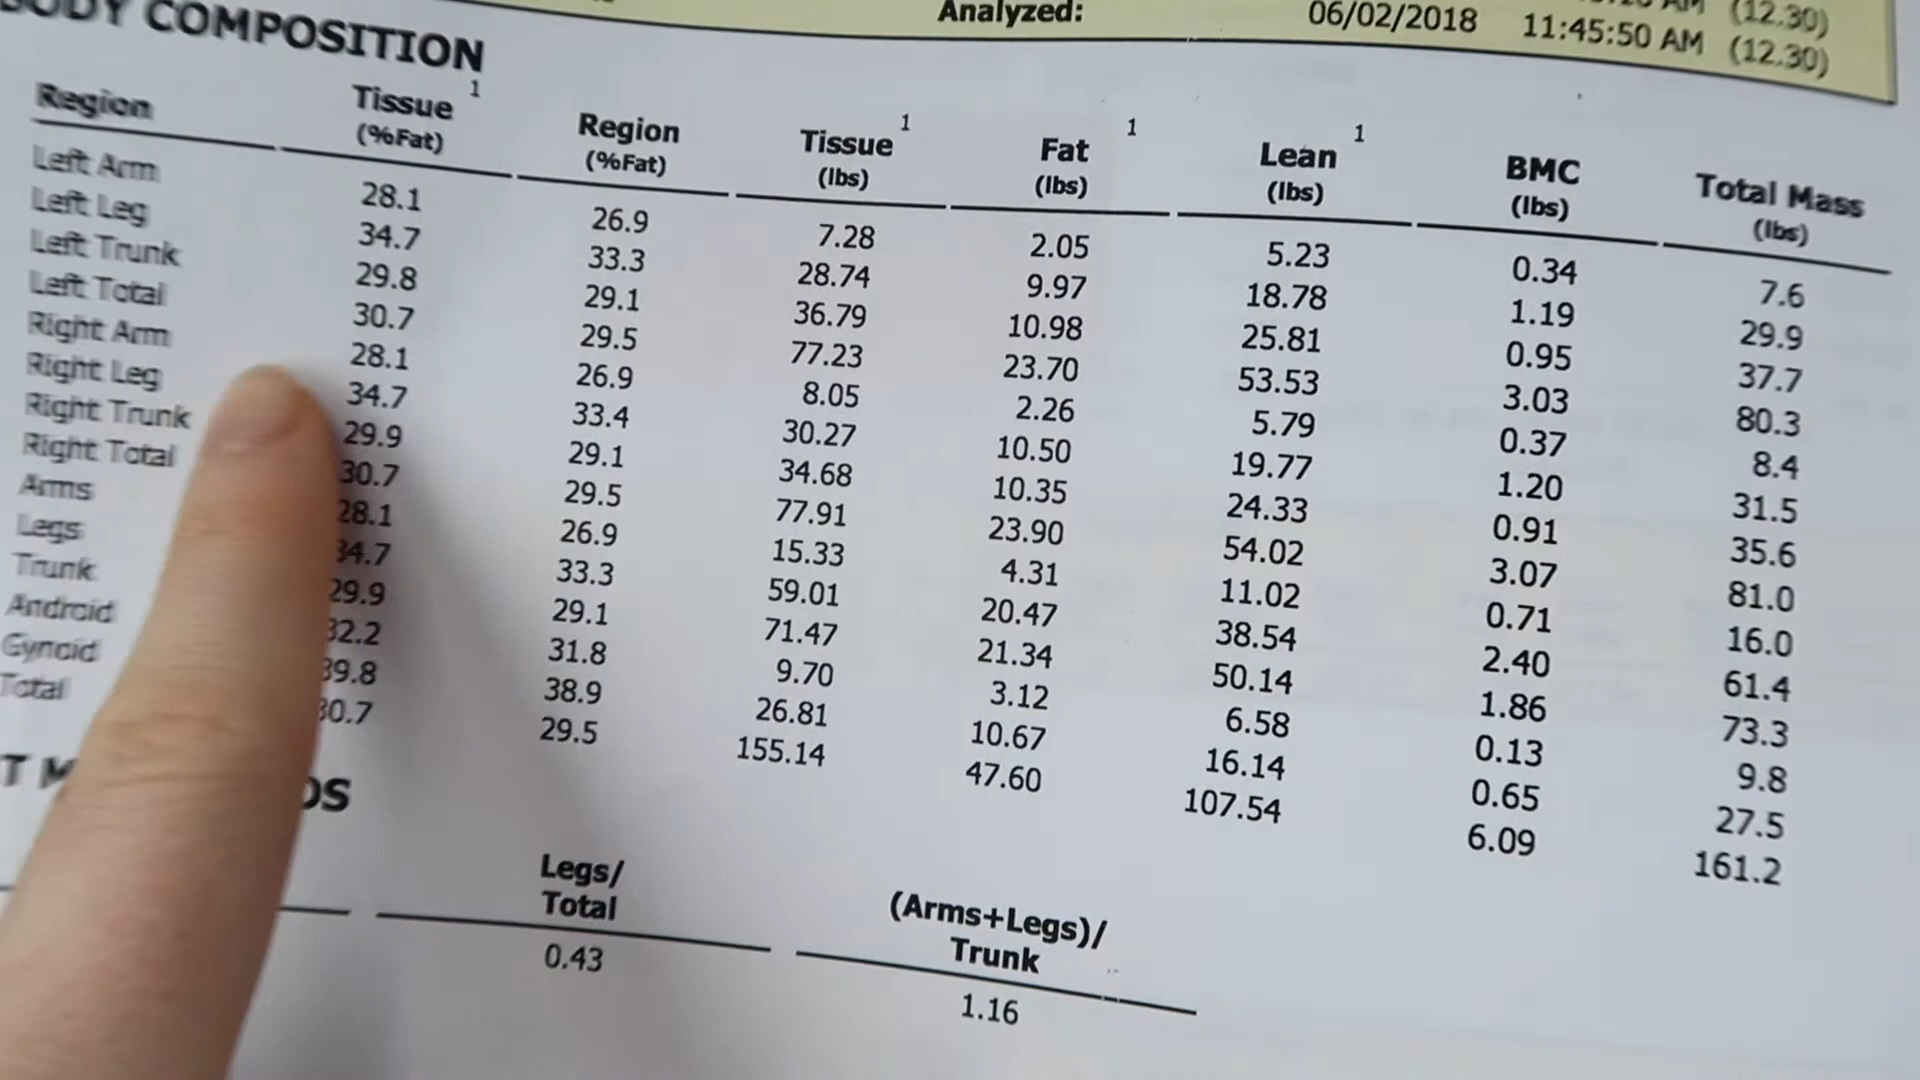 AM (12.30)
Analyzed: 06/02/2018 11:45:50 AM (12.30)
BODY COMPOSITION
Region Tissue 1 (%Fat) Region (%Fat) Tissue 1 (lbs) Fat 1 (lbs) Lean 1 (lbs) BMC (lbs) Total Mass (lbs)
Left Arm 28.1 26.9 7.28 2.05 5.23 0.34 7.6
Left Leg 34.7 33.3 28.74 9.97 18.78 1.19 29.9
Left Trunk 29.8 29.1 36.79 10.98 25.81 0.95 37.7
Left Total 30.7 29.5 77.23 23.70 53.53 3.03 80.3
Right Arm 28.1 26.9 8.05 2.26 5.79 0.37 8.4
Right Leg 34.7 33.4 30.27 10.50 19.77 1.20 31.5
Right Trunk 29.9 29.1 34.68 10.35 24.33 0.91 35.6
Right Total 30.7 29.5 77.91 23.90 54.02 3.07 81.0
Arms 28.1 26.9 15.33 4.31 11.02 0.71 16.0
Legs 34.7 33.3 59.01 20.47 38.54 2.40 61.4
Trunk 29.9 29.1 71.47 21.34 50.14 1.86 73.3
Android 32.2 31.8 9.70 3.12 6.58 0.13 9.8
Gynoid 39.8 38.9 26.81 10.67 16.14 0.65 27.5
Total 30.7 29.5 155.14 47.60 107.54 6.09 161.2
Legs/ Total (Arms+Legs)/ Trunk
0.43 1.16